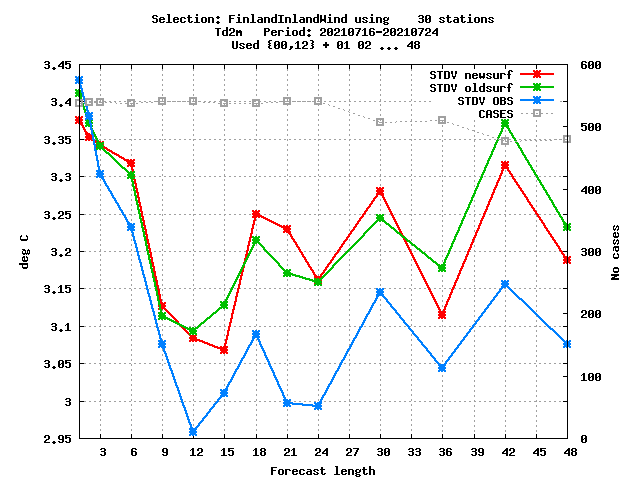 Selection: FinlandInlandWind using    30 stations
Td2m   Period: 20210716-20210724
Used {00,12} + 01 02 ... 48
STDV newsurf
STDV oldsurf
STDV OBS
CASES
3.45
3.4
3.35
3.3
3.25
3.2
3.15
3.1
3.05
3
2.95
deg C
600
500
400
300
200
100
0
No cases
3 6 9 12 15 18 21 24 27 30 33 36 39 42 45 48
Forecast length